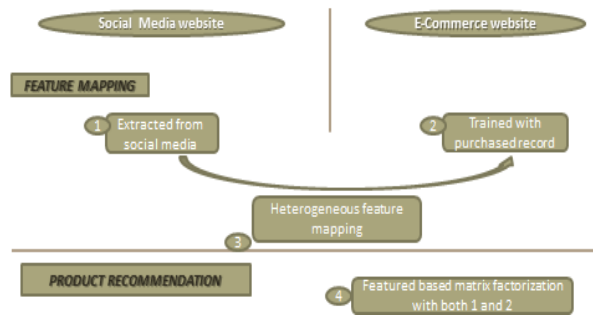 Social Media website
E-Commerce website
FEATURE MAPPING
1
Extracted from
social media
2
Trained with
purchased record
Heterogeneous feature
mapping
3
PRODUCT RECOMMENDATION
4
Featured based matrix factorization
with both 1 and 2